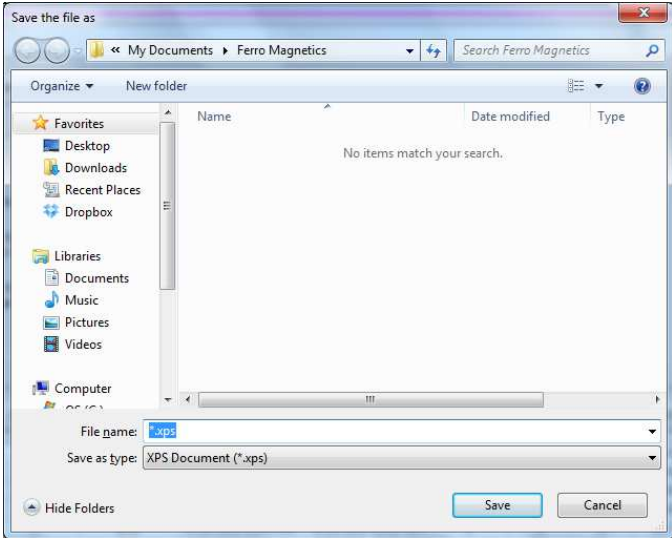 Save the file as
« My Documents ▸ Ferro Magnetics
Search Ferro Magnetics
Organize
New folder
Name
Date modified
Type
No items match your search.
Favorites
Desktop
Downloads
Recent Places
Dropbox
Libraries
Documents
Music
Pictures
Videos
Computer
File name: *.xps
Save as type: XPS Document (*.xps)
Hide Folders
Save
Cancel